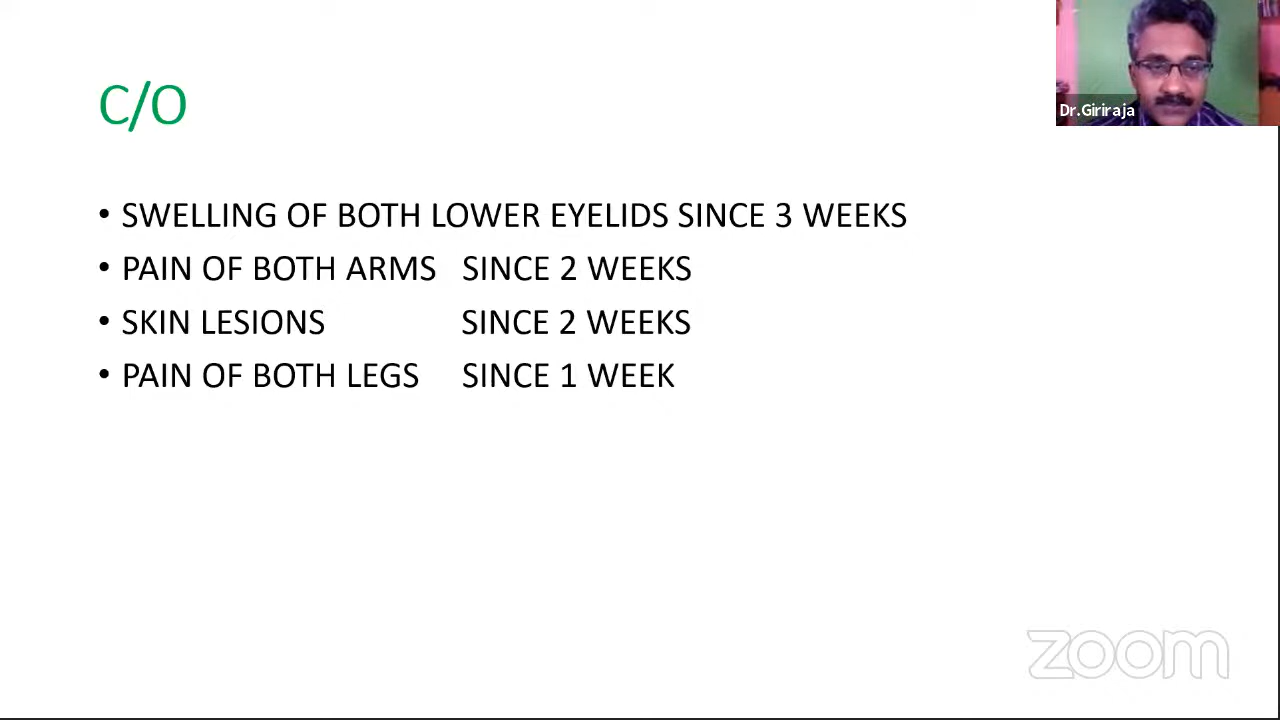 C/O
Dr.Giriraja
• SWELLING OF BOTH LOWER EYELIDS SINCE 3 WEEKS
• PAIN OF BOTH ARMS SINCE 2 WEEKS
• SKIN LESIONS SINCE 2 WEEKS
• PAIN OF BOTH LEGS SINCE 1 WEEK
zoom